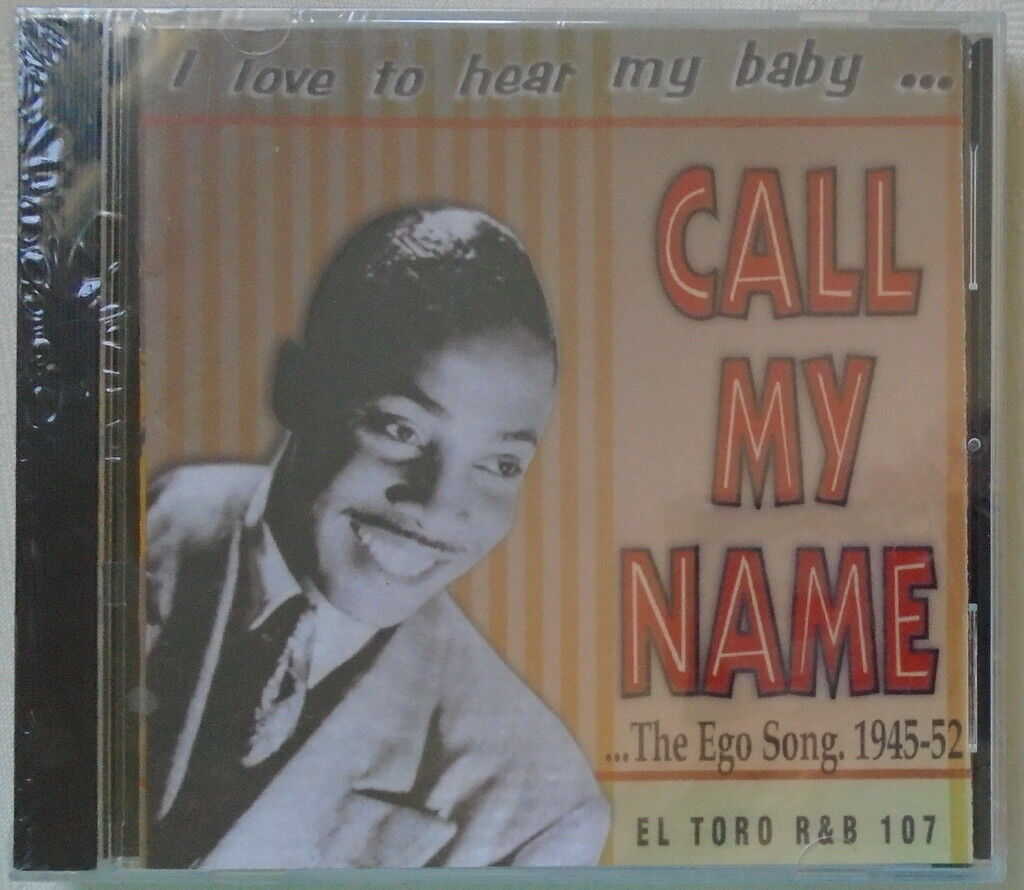 I love to hear my baby ...
CALL
MY
NAME
...The Ego Song. 1945-52
EL TORO R&B 107